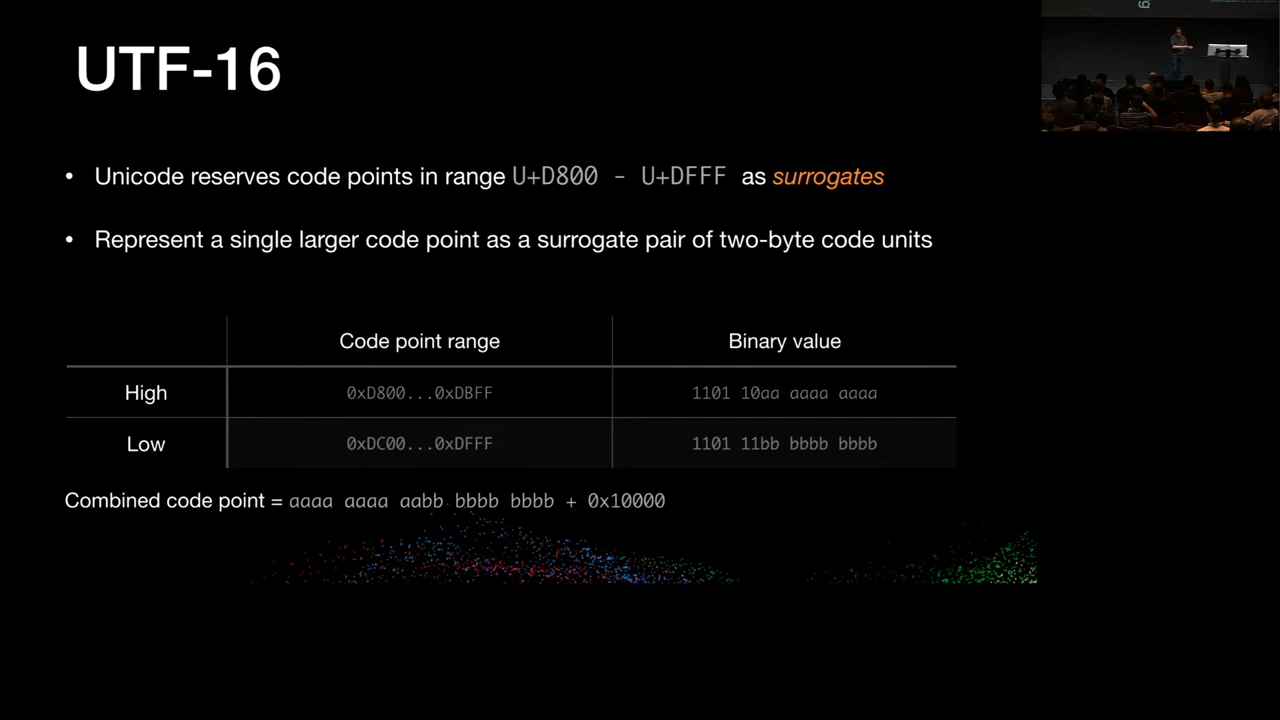 UTF-16
• Unicode reserves code points in range U+D800 - U+DFFF as surrogates
• Represent a single larger code point as a surrogate pair of two-byte code units
Code point range Binary value
High 0xD800...0xDBFF 1101 10aa aaaa aaaa
Low 0xDC00...0xDFFF 1101 11bb bbbb bbbb
Combined code point = aaaa aaaa aabb bbbb bbbb + 0x10000